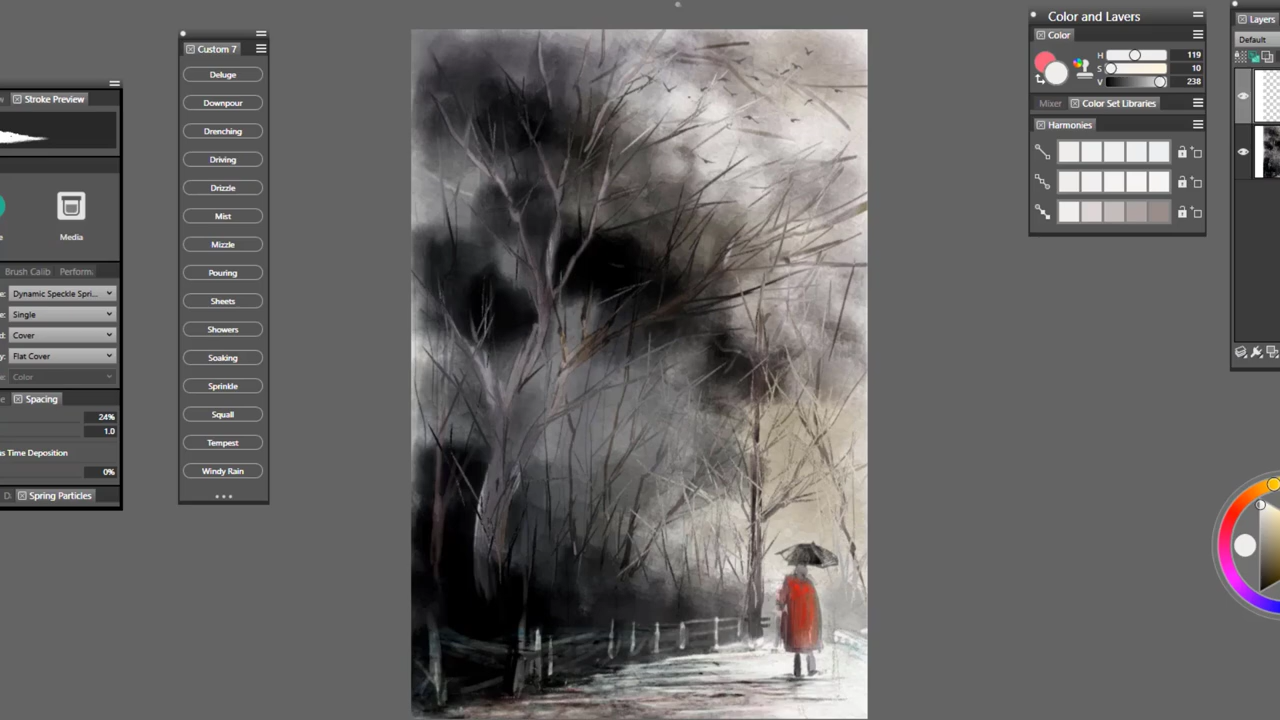 Stroke Preview
Media
Brush Calib
Perform
Dynamic Speckle Spri...
Single
Cover
Flat Cover
Color
Spacing
24%
1.0
us Time Deposition
0%
D.
Spring Particles
Custom 7
Deluge
Downpour
Drenching
Driving
Drizzle
Mist
Mizzle
Pouring
Sheets
Showers
Soaking
Sprinkle
Squall
Tempest
Windy Rain
Color and Layers
Color
H 119
S 10
V 238
Mixer Color Set Libraries
Harmonies
Layers
Default